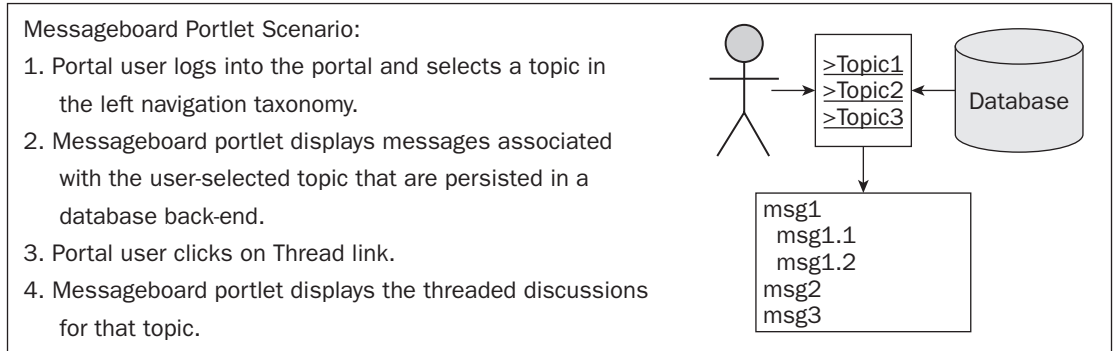 Messageboard Portlet Scenario:
1. Portal user logs into the portal and selects a topic in
the left navigation taxonomy.
2. Messageboard portlet displays messages associated
with the user-selected topic that are persisted in a
database back-end.
3. Portal user clicks on Thread link.
4. Messageboard portlet displays the threaded discussions
for that topic.
>Topic1
>Topic2
>Topic3
Database
msg1
msg1.1
msg1.2
msg2
msg3